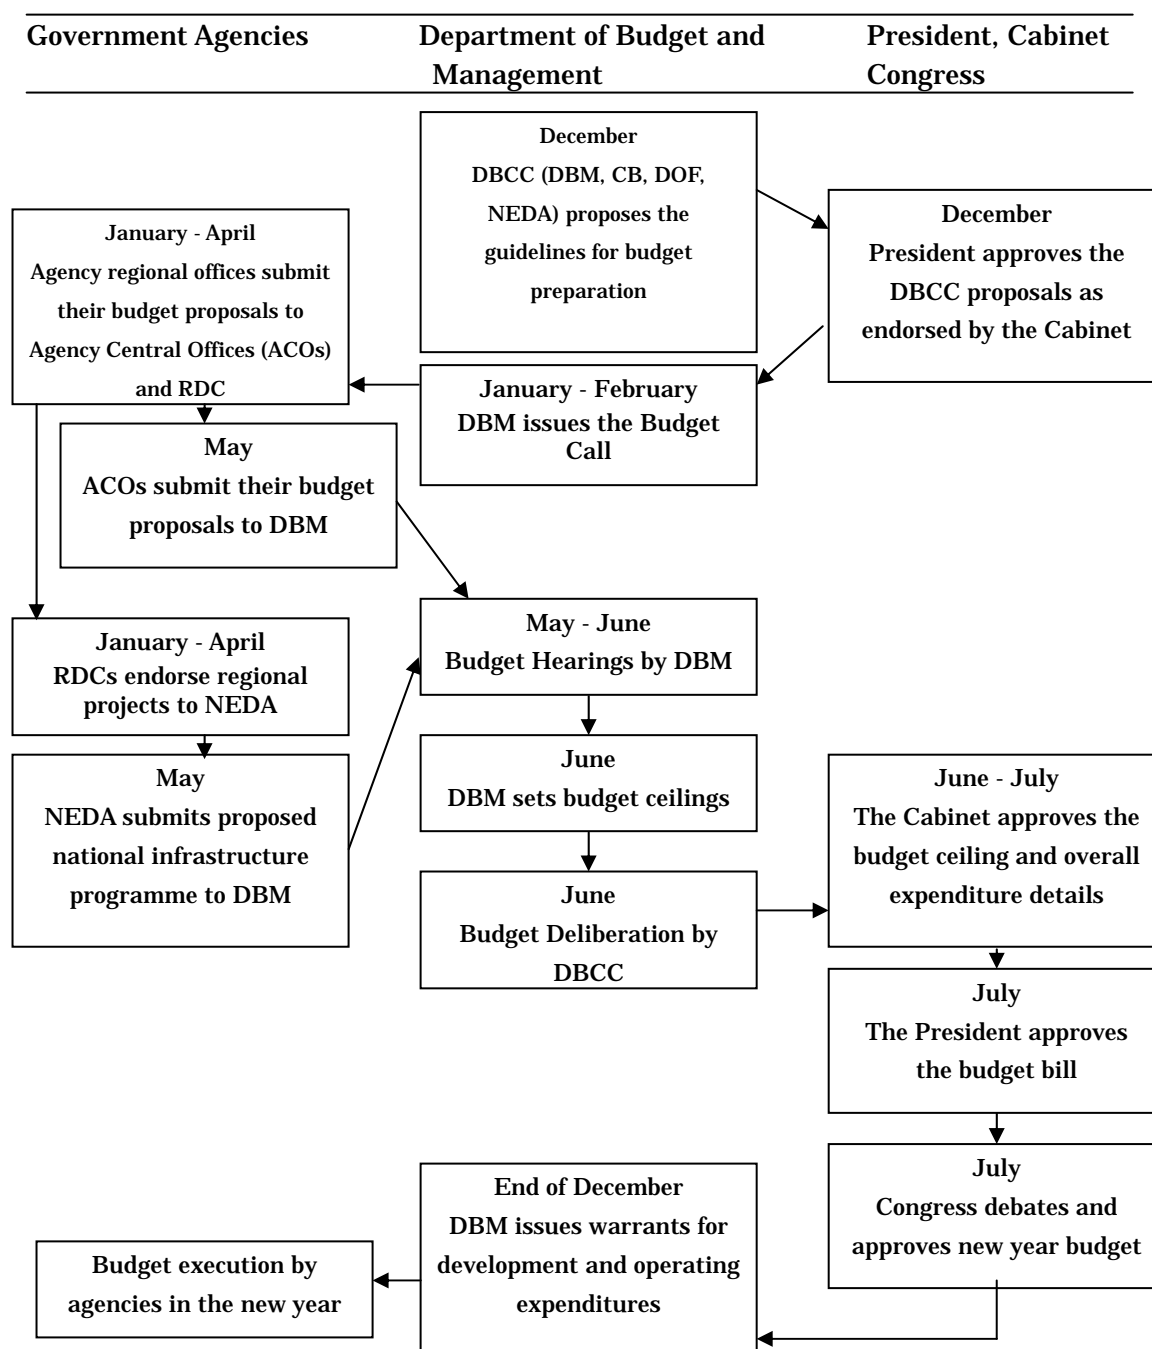 Government Agencies
Department of Budget and
Management
President, Cabinet
Congress
December
DBCC (DBM, CB, DOF,
NEDA) proposes the
guidelines for budget
preparation
December
President approves the
DBCC proposals as
endorsed by the Cabinet
January - February
DBM issues the Budget
Call
January - April
Agency regional offices submit
their budget proposals to
Agency Central Offices (ACOs)
and RDC
May
ACOs submit their budget
proposals to DBM
January - April
RDCs endorse regional
projects to NEDA
May
NEDA submits proposed
national infrastructure
programme to DBM
May - June
Budget Hearings by DBM
June
DBM sets budget ceilings
June
Budget Deliberation by
DBCC
June - July
The Cabinet approves the
budget ceiling and overall
expenditure details
July
The President approves
the budget bill
July
Congress debates and
approves new year budget
End of December
DBM issues warrants for
development and operating
expenditures
Budget execution by
agencies in the new year